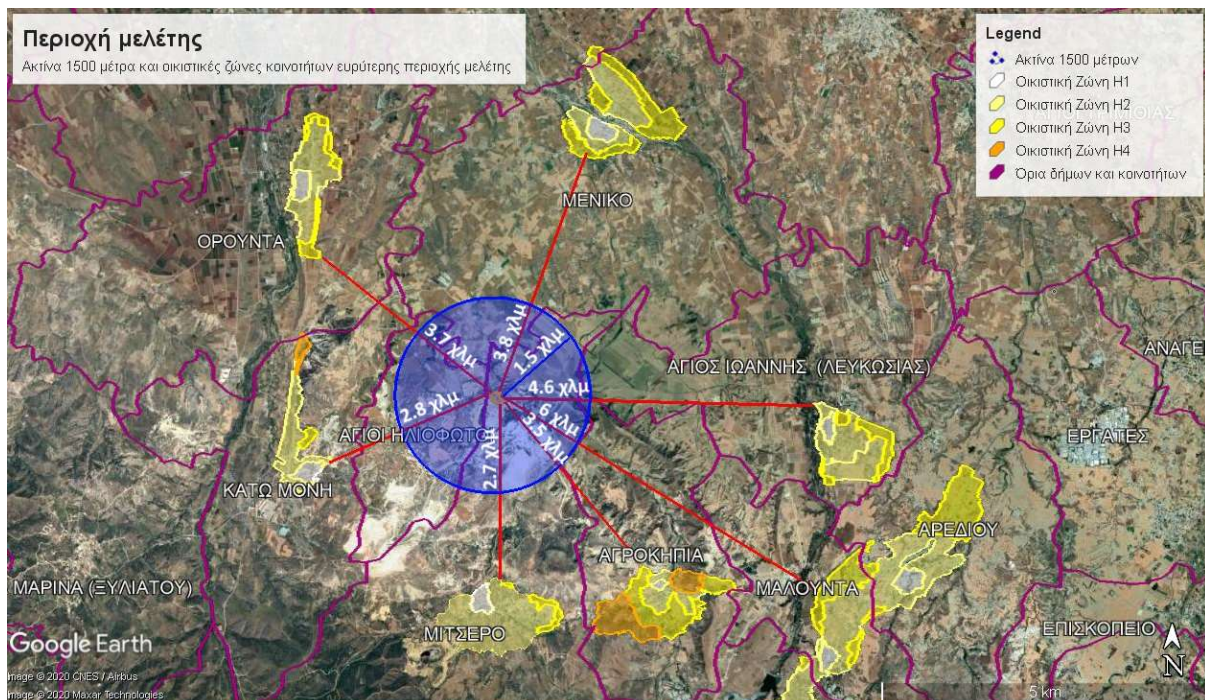 Περιοχή μελέτης
Ακτίνα 1500 μέτρα και οικιστικές ζώνες κοινοτήτων ευρύτερης περιοχής μελέτης
Legend
Ακτίνα 1500 μέτρων
Οικιστική Ζώνη Η1
Οικιστική Ζώνη Η2
Οικιστική Ζώνη Η3
Οικιστική Ζώνη Η4
Όρια δήμων και κοινοτήτων
ΜΕΝΙΚΟ
ΟΡΟΥΝΤΑ
3.7 χλμ
3.8 χλμ
1.5 χλμ
ΑΓΙΟΣ ΙΩΑΝΝΗΣ (ΛΕΥΚΩΣΙΑΣ)
ΑΝΑΓΕ
4.6 χλμ
2.8 χλμ
6 χλμ
3.5 χλμ
ΑΓΙΟΙ ΗΛΙΟΦΩΤΟΙ
2.7 χλμ
ΕΡΓΑΤΕΣ
ΚΑΤΩ ΜΟΝΗ
ΑΡΕΔΙΟΥ
ΑΓΡΟΚΗΠΙΑ
ΜΑΡΙΝΑ (ΞΥΛΙΑΤΟΥ)
ΜΑΛΟΥΝΤΑ
ΜΙΤΣΕΡΟ
ΕΠΙΣΚΟΠΕΙΟ
Google Earth
N
Image © 2020 CNES / Airbus
Image © 2020 Maxar Technologies
5 km